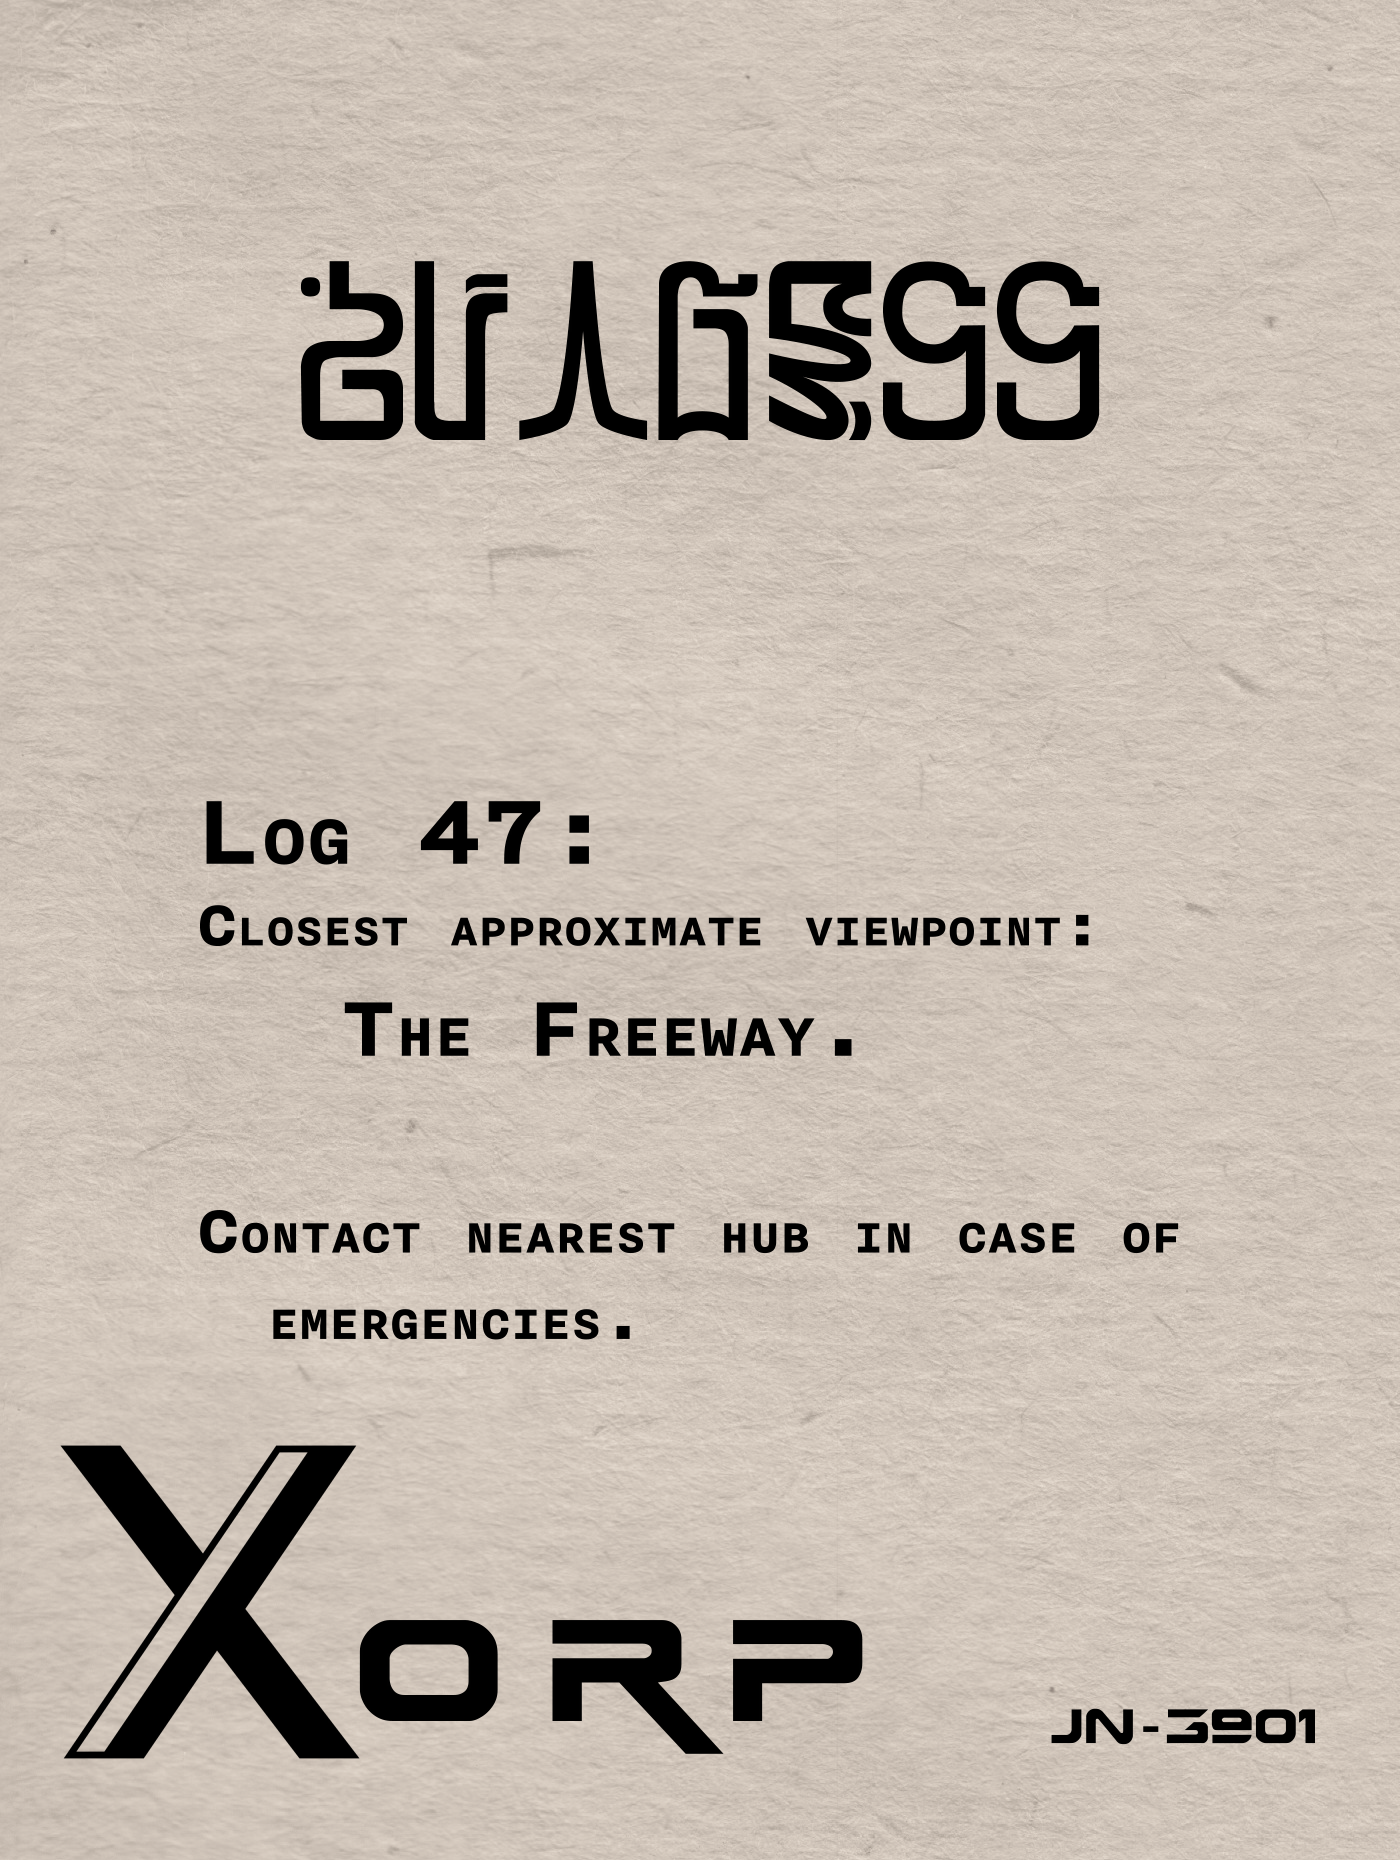 Log 47:
Closest approximate viewpoint:
The Freeway.
Contact nearest hub in case of
emergencies.
Xorp
JN-3901